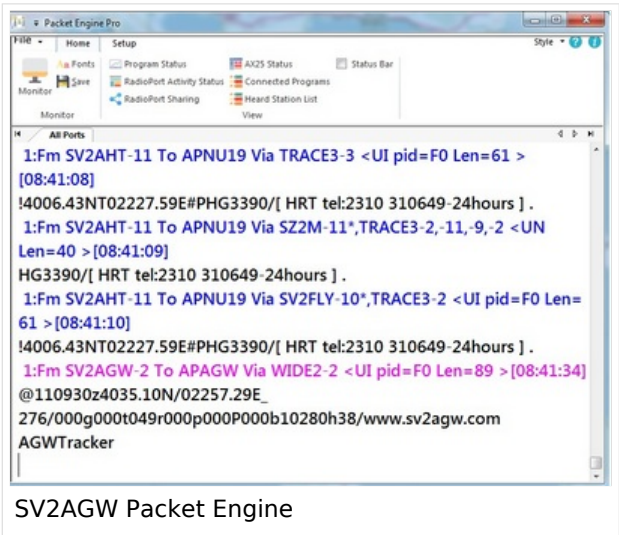 Packet Engine Pro
File Home Setup Style
Fonts Program Status AX25 Status Status Bar
Save RadioPort Activity Status Connected Programs
Monitor RadioPort Sharing Heard Station List
Monitor View
All Ports
1:Fm SV2AHT-11 To APNU19 Via TRACE3-3 <UI pid=F0 Len=61 >
[08:41:08]
!4006.43NT02227.59E#PHG3390/[ HRT tel:2310 310649-24hours ] .
1:Fm SV2AHT-11 To APNU19 Via SZ2M-11*,TRACE3-2,-11,-9,-2 <UN
Len=40 >[08:41:09]
HG3390/[ HRT tel:2310 310649-24hours ] .
1:Fm SV2AHT-11 To APNU19 Via SV2FLY-10*,TRACE3-2 <UI pid=F0 Len=
61 >[08:41:10]
!4006.43NT02227.59E#PHG3390/[ HRT tel:2310 310649-24hours ] .
1:Fm SV2AGW-2 To APAGW Via WIDE2-2 <UI pid=F0 Len=89 >[08:41:34]
@110930z4035.10N/02257.29E_
276/000g000t049r000p000P000b10280h38/www.sv2agw.com
AGWTracker
SV2AGW Packet Engine